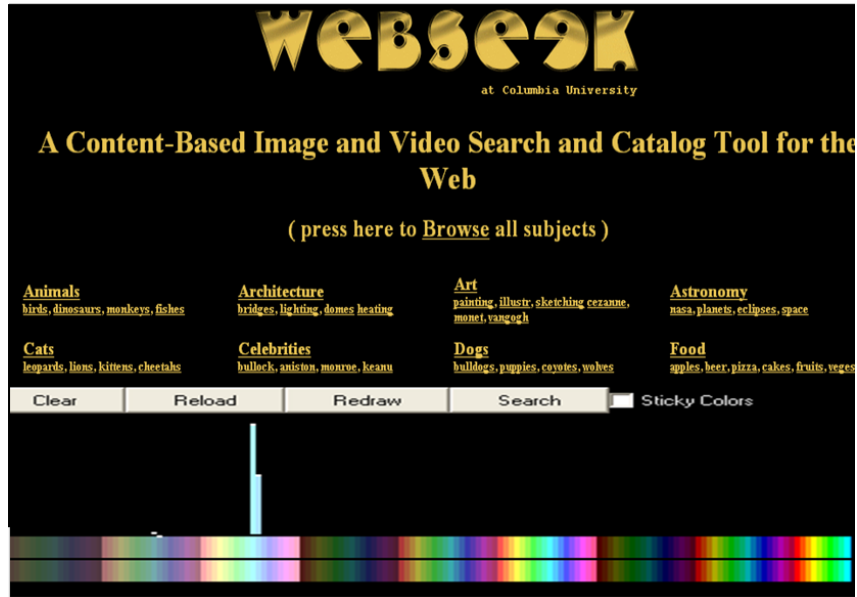 WEBSEEK
at Columbia University
A Content-Based Image and Video Search and Catalog Tool for the
Web
( press here to Browse all subjects )
Animals
birds, dinosaurs, monkeys, fishes
Architecture
bridges, lighting, domes heating
Art
painting, illustr, sketching cezanne,
monet, vangogh
Astronomy
nasa, planets, eclipses, space
Cats
leopards, lions, kittens, cheetahs
Celebrities
bullock, aniston, monroe, keanu
Dogs
bulldogs, puppies, coyotes, wolves
Food
apples, beer, pizza, cakes, fruits, veges
Clear Reload Redraw Search Sticky Colors